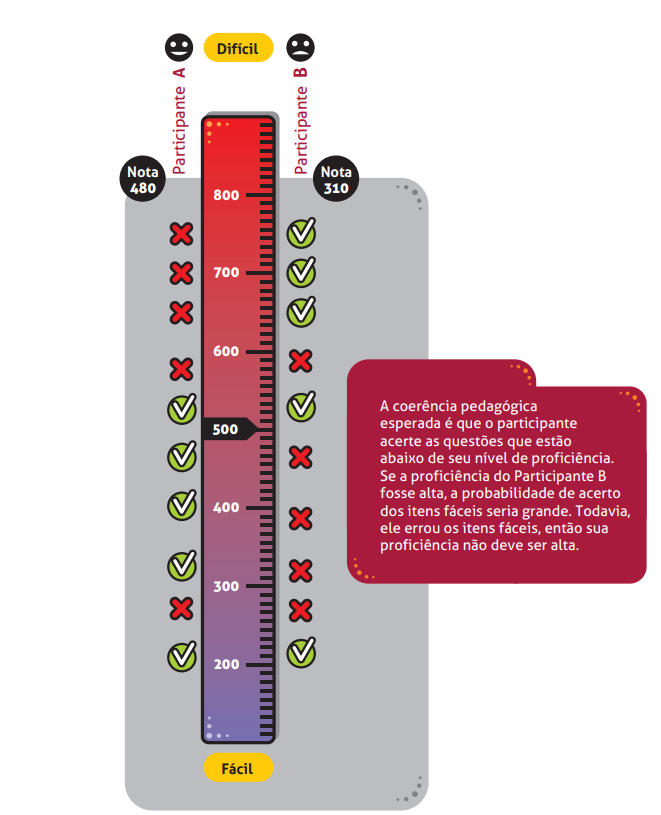 Difícil
Participante A
Participante B
Nota
480
Nota
310
800
700
600
500
400
300
200
Fácil
A coerência pedagógica
esperada é que o participante
acerte as questões que estão
abaixo de seu nível de proficiência.
Se a proficiência do Participante B
fosse alta, a probabilidade de acerto
dos itens fáceis seria grande. Todavia,
ele errou os itens fáceis, então sua
proficiência não deve ser alta.